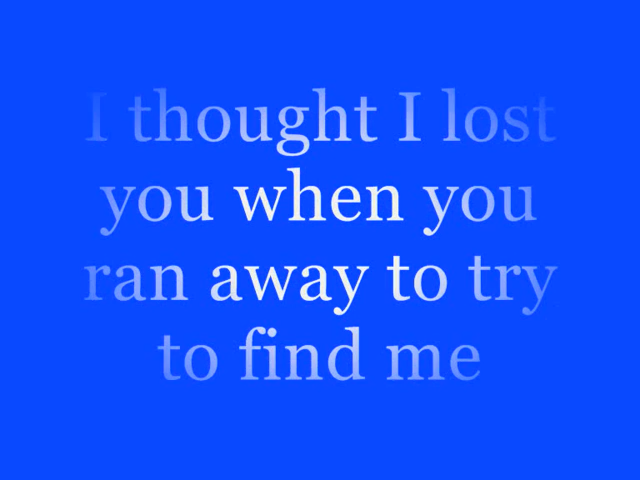 I thought I lost
you when you
ran away to try
to find me